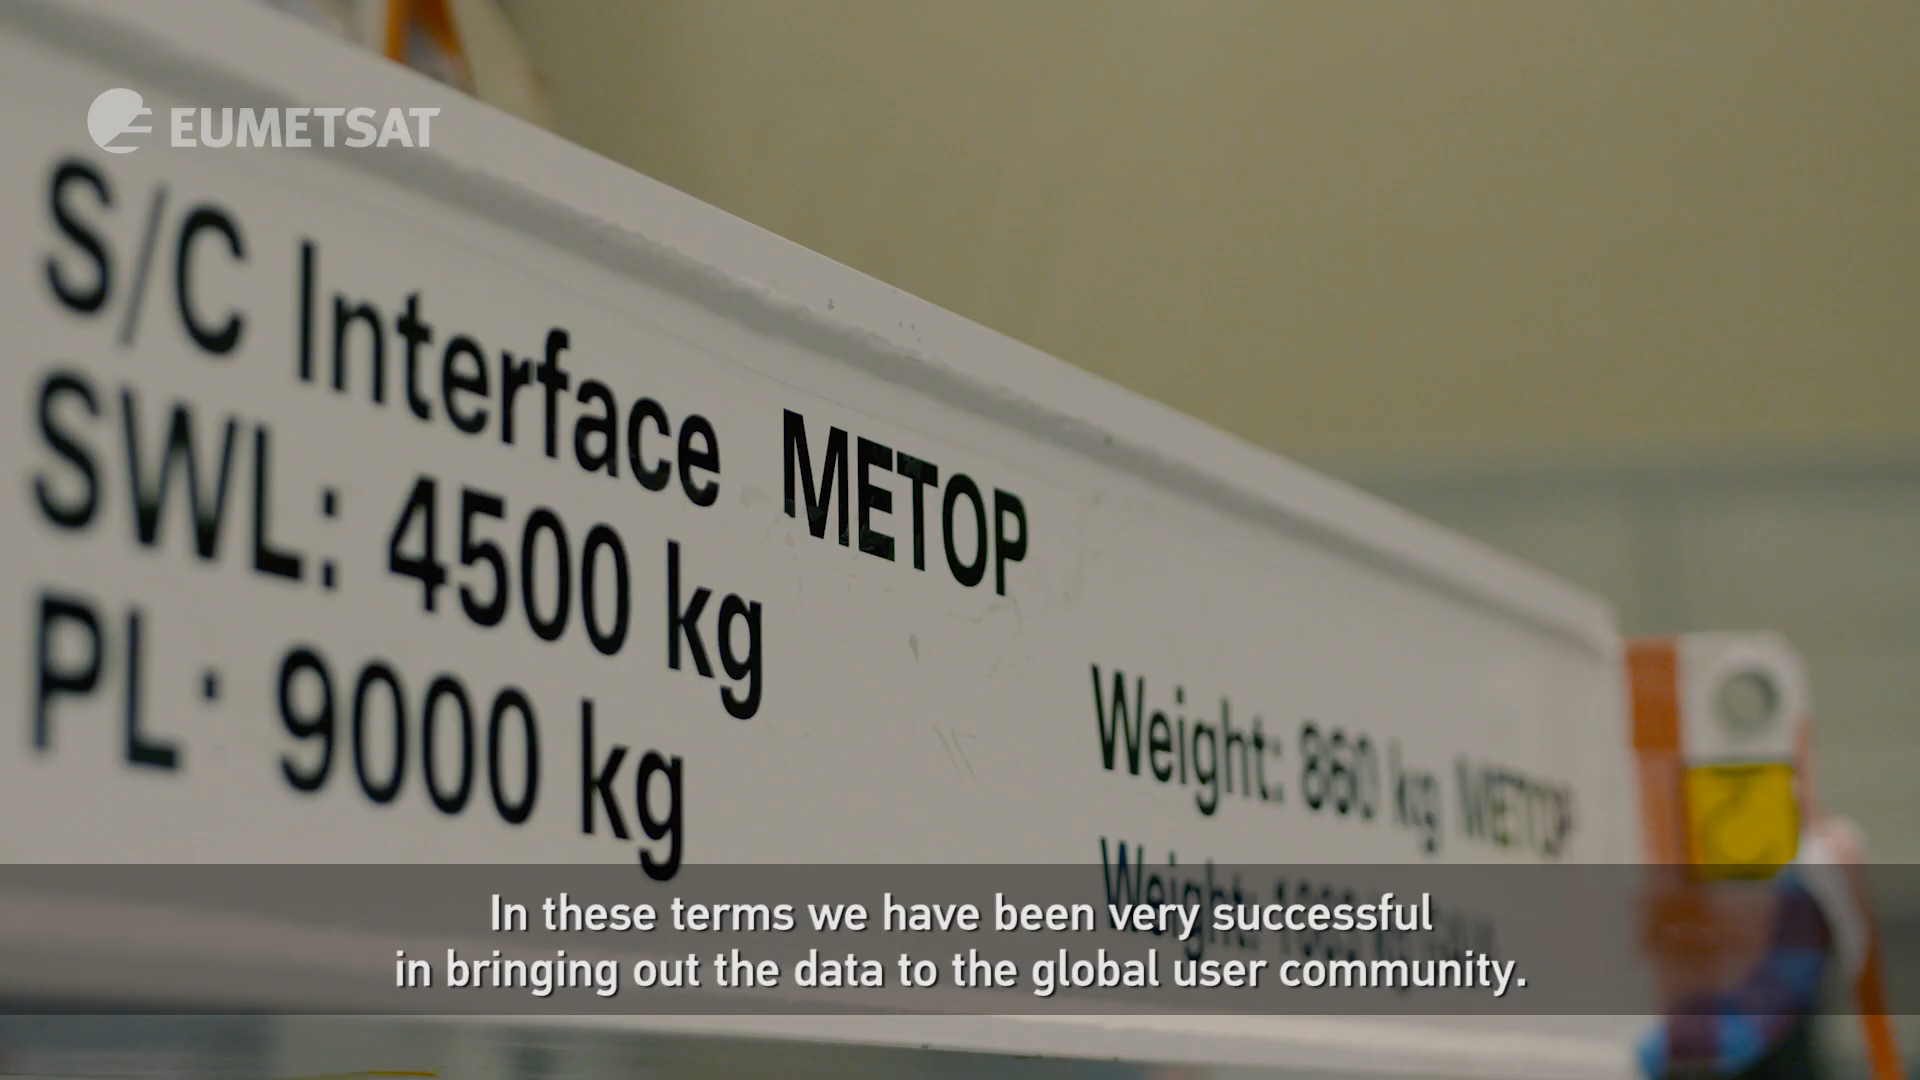 EUMETSAT
S/C Interface METOP
SWL: 4500 kg
PL: 9000 kg
Weight: 860 kg METOP
Weight:
In these terms we have been very successful
in bringing out the data to the global user community.